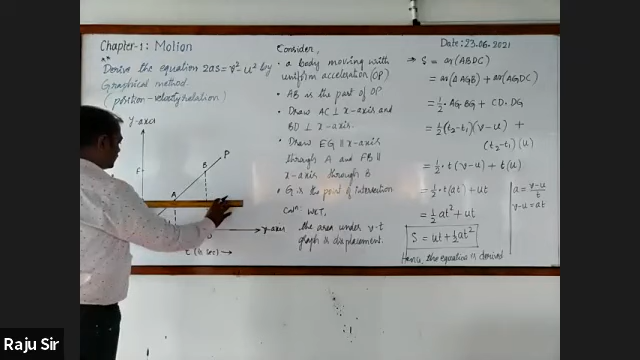 Chapter-1: Motion
** Derive the equation 2as = v² - u² by
Graphical method.
(position-velocity relation)
y-axis
F
A
B
P
t (in sec) →
Consider,
• a body moving with
uniform acceleration (OP)
• AB is the part of OP
• Draw AC ⊥ x-axis and
BD ⊥ x-axis.
• Draw EG ∥ x-axis
through A and FB ∥
x-axis through B
• G is the point of intersection
Calⁿ: WKT,
the area under v-t
graph is displacement.
Date: 23.06.2021
⇒ S = ar(ABDC)
= ar(△AGB) + ar(AGDC)
= ½ · AG · BG + CD · DG
= ½ (t₂-t₁)(v-u) +
(t₂-t₁)(u)
= ½ · t(v-u) + t(u)
= ½ · t(at) + ut
= ½ at² + ut
S = ut + ½at²
Hence the equation is derived
a = v-u/t
v-u = at
Raju Sir